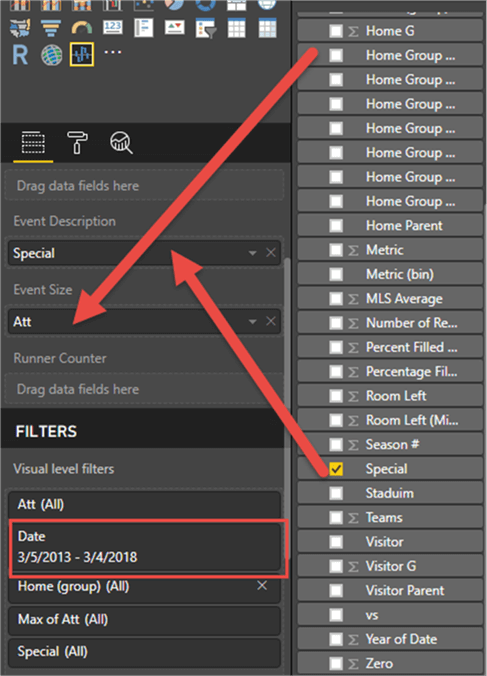 123
R
...
Drag data fields here
Event Description
Special
Event Size
Att
Runner Counter
Drag data fields here
FILTERS
Visual level filters
Att (All)
Date
3/5/2013 - 3/4/2018
Home (group) (All)
Max of Att (All)
Special (All)
Σ Home G
Home Group ...
Home Group ...
Home Group ...
Home Group ...
Home Group ...
Home Group ...
Home Group ...
Home Parent
Σ Metric
Metric (bin)
Σ MLS Average
Σ Number of Re...
Σ Percent Filled ...
Σ Percentage Fil...
Σ Room Left
Σ Room Left (Mi...
Σ Season #
Special
Staduim
Σ Teams
Visitor
Σ Visitor G
Visitor Parent
vs
Σ Year of Date
Σ Zero